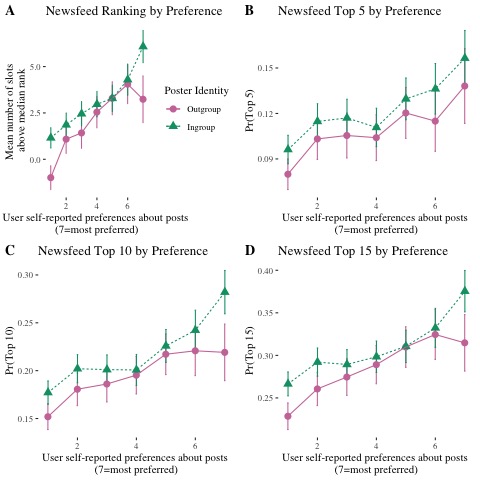 A Newsfeed Ranking by Preference
Mean number of slots
above median rank
5.0
2.5
0.0
2 4 6
User self-reported preferences about posts
(7=most preferred)
Poster Identity
Outgroup
Ingroup
B Newsfeed Top 5 by Preference
Pr(Top 5)
0.15
0.12
0.09
2 4 6
User self-reported preferences about posts
(7=most preferred)
C Newsfeed Top 10 by Preference
Pr(Top 10)
0.30
0.25
0.20
0.15
2 4 6
User self-reported preferences about posts
(7=most preferred)
D Newsfeed Top 15 by Preference
Pr(Top 15)
0.40
0.35
0.30
0.25
2 4 6
User self-reported preferences about posts
(7=most preferred)